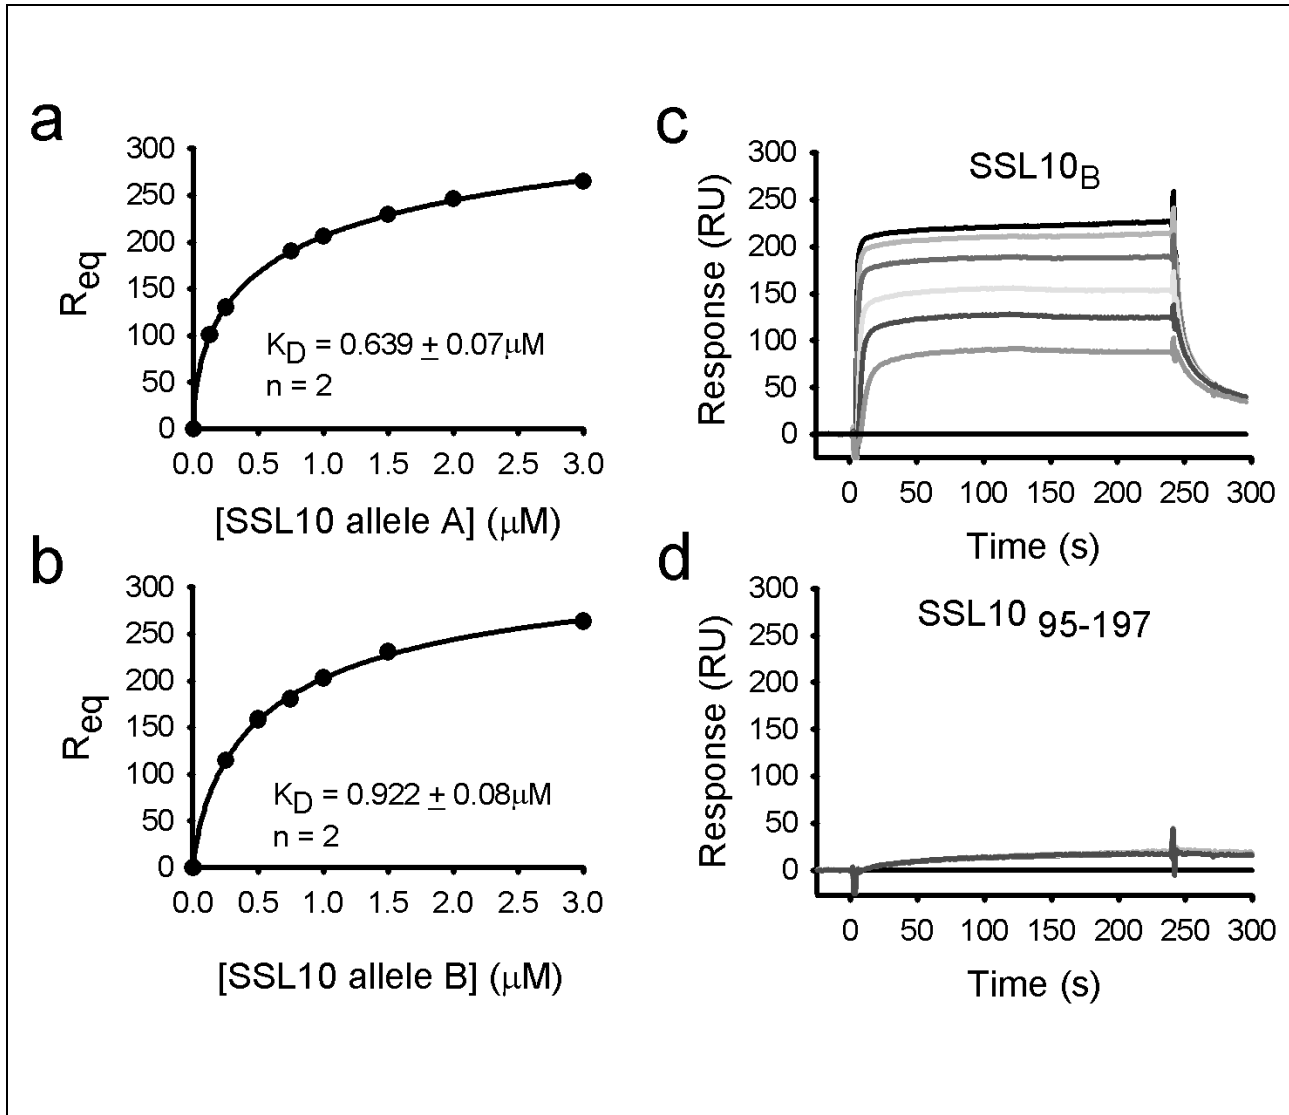 a
300
250
200
150
100
50
0
R_eq
K_D = 0.639 ± 0.07μM
n = 2
0.0 0.5 1.0 1.5 2.0 2.5 3.0
[SSL10 allele A] (μM)
b
300
250
200
150
100
50
0
R_eq
K_D = 0.922 ± 0.08μM
n = 2
0.0 0.5 1.0 1.5 2.0 2.5 3.0
[SSL10 allele B] (μM)
c
SSL10_B
300
250
200
150
100
50
0
Response (RU)
0 50 100 150 200 250 300
Time (s)
d
SSL10 95-197
300
250
200
150
100
50
0
Response (RU)
0 50 100 150 200 250 300
Time (s)